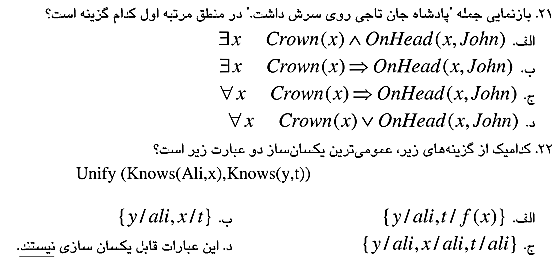 ۲۱. بازنمایی جمله 'پادشاه جان تاجی روی سرش داشت.' در منطق مرتبه اول کدام گزینه است؟
الف. ∃x Crown(x) ∧ OnHead(x, John)
ب. ∃x Crown(x) ⇒ OnHead(x, John)
ج. ∀x Crown(x) ⇒ OnHead(x, John)
د. ∀x Crown(x) ∨ OnHead(x, John)
۲۲. کدامیک از گزینه‌های زیر، عمومی‌ترین یکسان‌ساز دو عبارت زیر است؟
Unify (Knows(Ali,x),Knows(y,t))
الف. {y / ali, t / f (x)} ب. {y / ali, x / t}
ج. {y / ali, x / ali, t / ali} د. این عبارات قابل یکسان سازی نیستند.